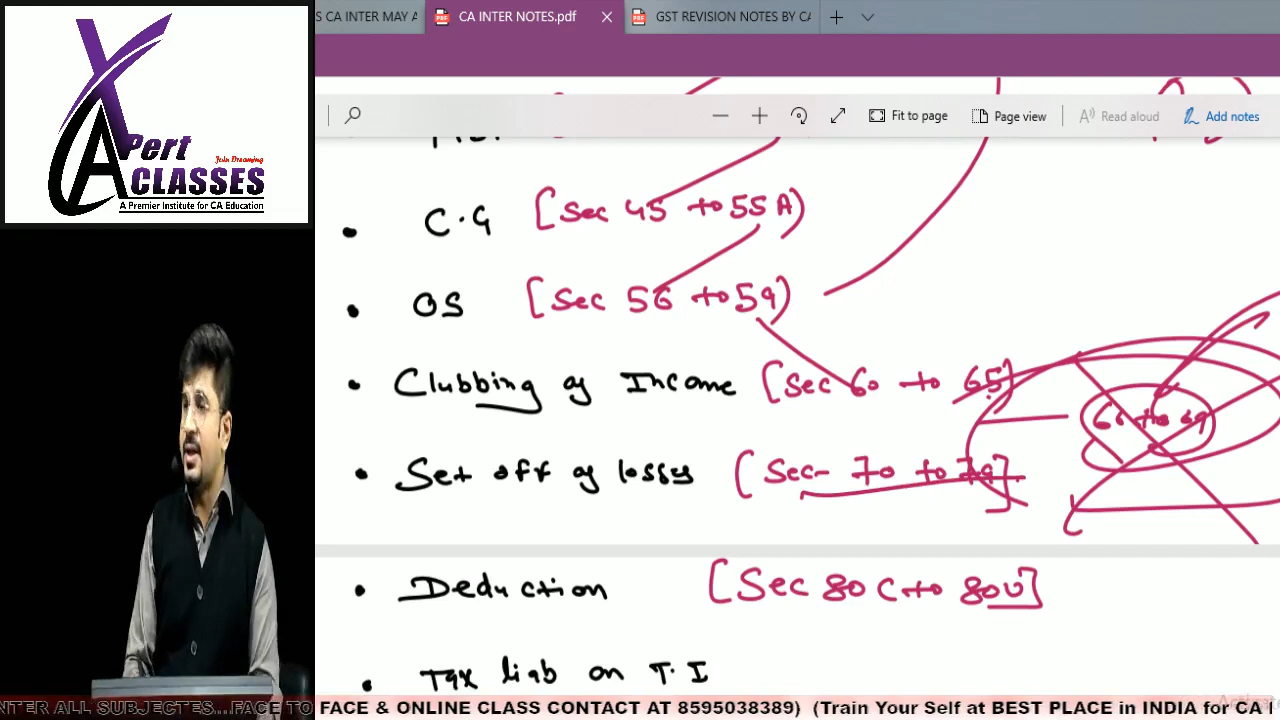 S CA INTER MAY A
CA INTER NOTES.pdf
GST REVISION NOTES BY CA
Fit to page
Page view
Read aloud
Add notes
XPert
Join Dreaming
CA CLASSES
A Premier Institute for CA Education
• C.G [Sec 45 to 55A)
• OS [Sec 56 to 59)
• Clubbing of Income [Sec 60 to 65]
66 to 69
• Set off of losses [Sec- 70 to 79]
• Deduction [Sec 80C to 80U]
• Tax liab on T.I
NTER ALL SUBJECTES...FACE TO FACE & ONLINE CLASS CONTACT AT 8595038389) (Train Your Self at BEST PLACE in INDIA for CA I